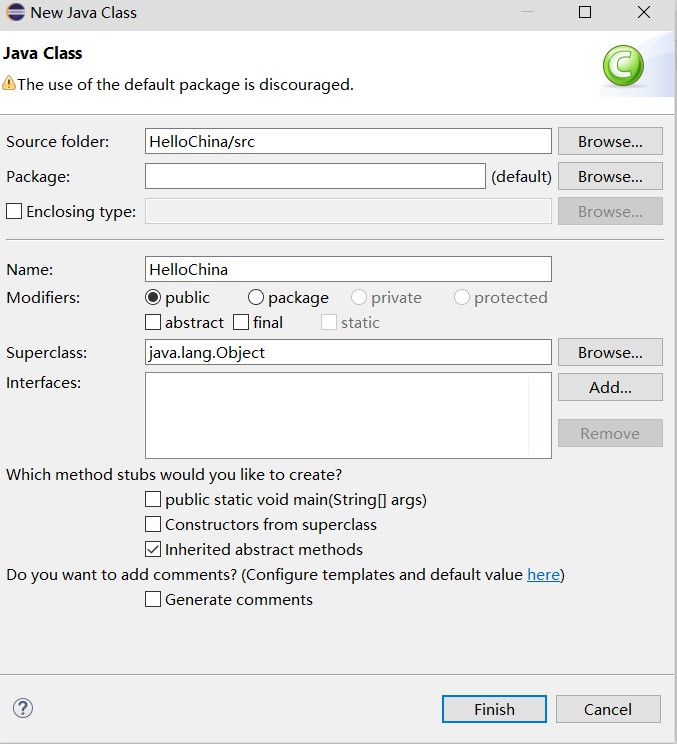 New Java Class
Java Class
The use of the default package is discouraged.
Source folder: HelloChina/src Browse...
Package: (default) Browse...
Enclosing type: Browse...
Name: HelloChina
Modifiers: public package private protected
abstract final static
Superclass: java.lang.Object Browse...
Interfaces: Add...
Remove
Which method stubs would you like to create?
public static void main(String[] args)
Constructors from superclass
Inherited abstract methods
Do you want to add comments? (Configure templates and default value here)
Generate comments
? Finish Cancel